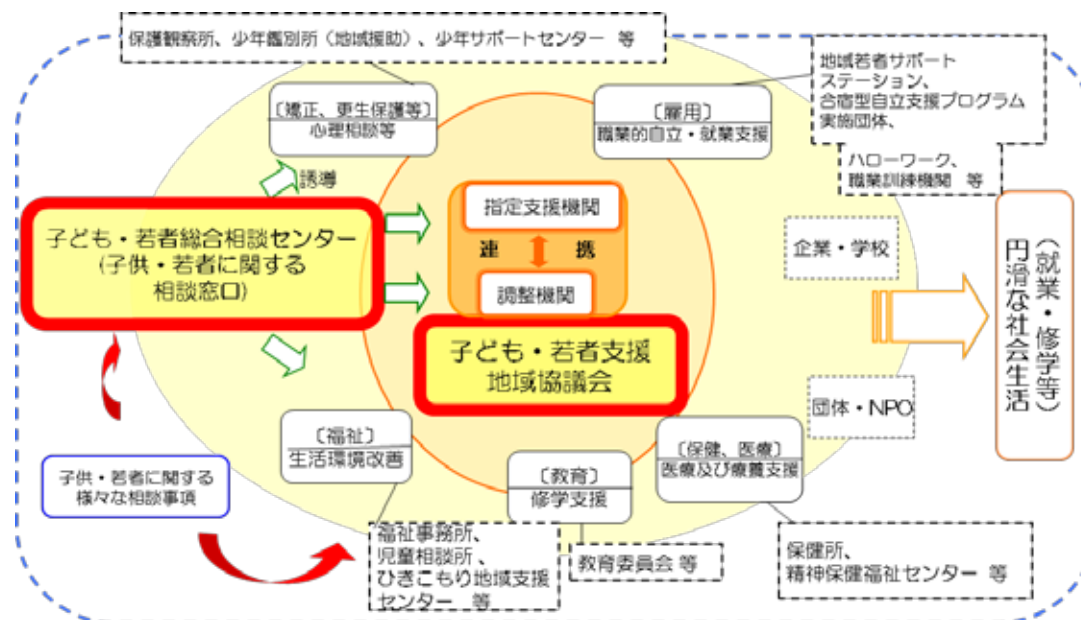 保護観察所、少年鑑別所（地域援助）、少年サポートセンター 等
地域若者サポート
ステーション、
合宿型自立支援プログラム
実施団体、
ハローワーク、
職業訓練機関 等
〔矯正、更生保護等〕
心理相談等
〔雇用〕
職業的自立・就業支援
誘導
子ども・若者総合相談センター
(子供・若者に関する
相談窓口)
指定支援機関
連 携
調整機関
子ども・若者支援
地域協議会
企業・学校
団体・NPO
円滑な社会生活
（就業・修学等）
子供・若者に関する
様々な相談事項
〔福祉〕
生活環境改善
〔教育〕
修学支援
〔保健、医療〕
医療及び療養支援
福祉事務所、
児童相談所、
ひきこもり地域支援
センター 等
教育委員会 等
保健所、
精神保健福祉センター 等